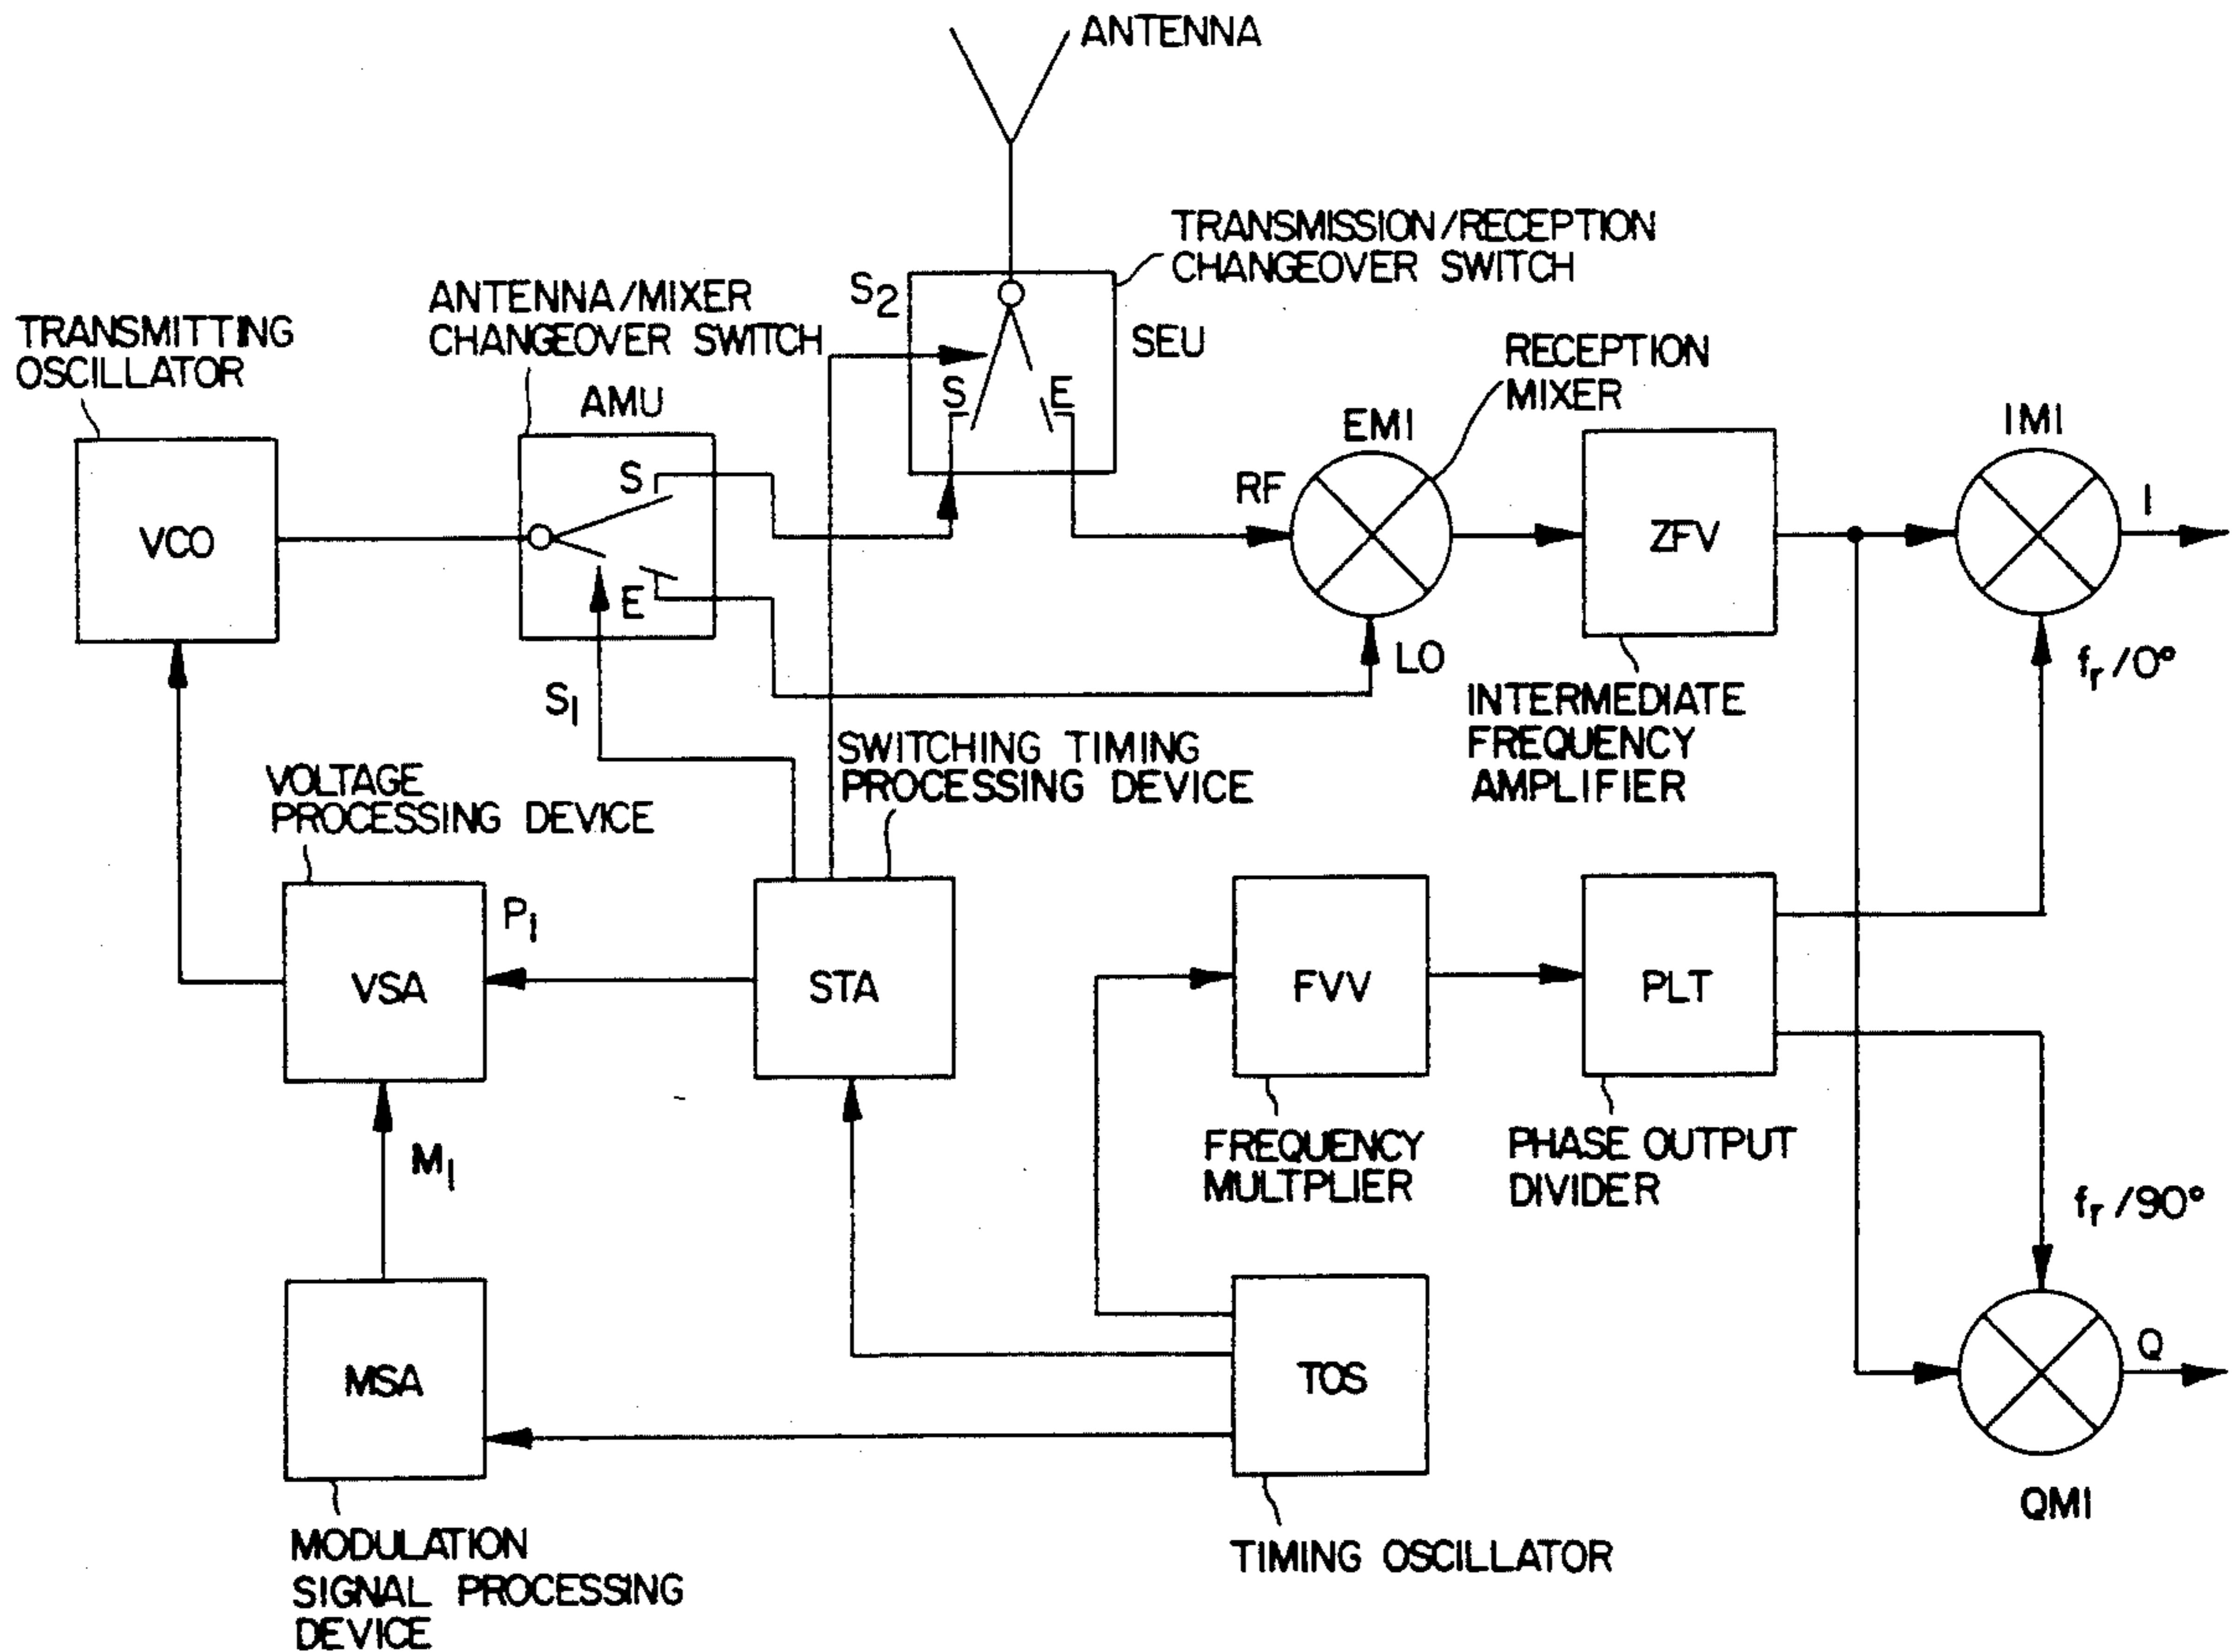 ANTENNA
TRANSMISSION/RECEPTION
CHANGEOVER SWITCH
S2
SEU
S
E
ANTENNA/MIXER
CHANGEOVER SWITCH
AMU
TRANSMITTING
OSCILLATOR
VCO
S
E
S1
RECEPTION
MIXER
EMI
RF
LO
ZFV
INTERMEDIATE
FREQUENCY
AMPLIFIER
IMI
I
fr/0°
SWITCHING TIMING
PROCESSING DEVICE
VOLTAGE
PROCESSING DEVICE
Pi
VSA
STA
FVV
PLT
M1
FREQUENCY
MULTPLIER
PHASE OUTPUT
DIVIDER
fr/90°
MSA
TOS
Q
QMI
MODULATION
SIGNAL PROCESSING
DEVICE
TIMING OSCILLATOR